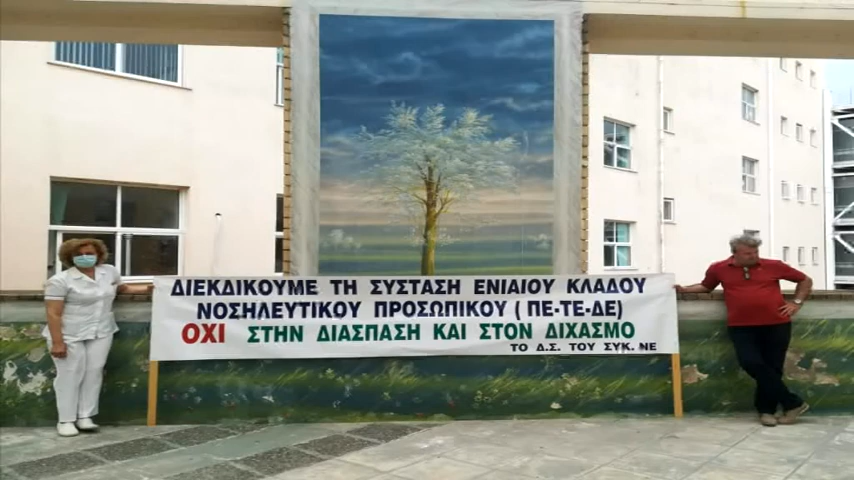 ΔΙΕΚΔΙΚΟΥΜΕ ΤΗ ΣΥΣΤΑΣΗ ΕΝΙΑΙΟΥ ΚΛΑΔΟΥ
ΝΟΣΗΛΕΥΤΙΚΟΥ ΠΡΟΣΩΠΙΚΟΥ ( ΠΕ-ΤΕ-ΔΕ)
ΟΧΙ ΣΤΗΝ ΔΙΑΣΠΑΣΗ ΚΑΙ ΣΤΟΝ ΔΙΧΑΣΜΟ
ΤΟ Δ.Σ. ΤΟΥ ΣΥΚ. ΝΕ